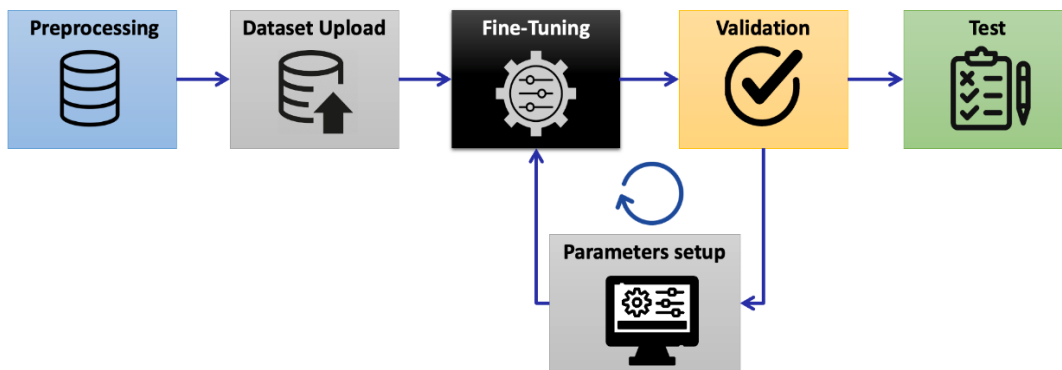 Preprocessing
Dataset Upload
Fine-Tuning
Validation
Test
Parameters setup